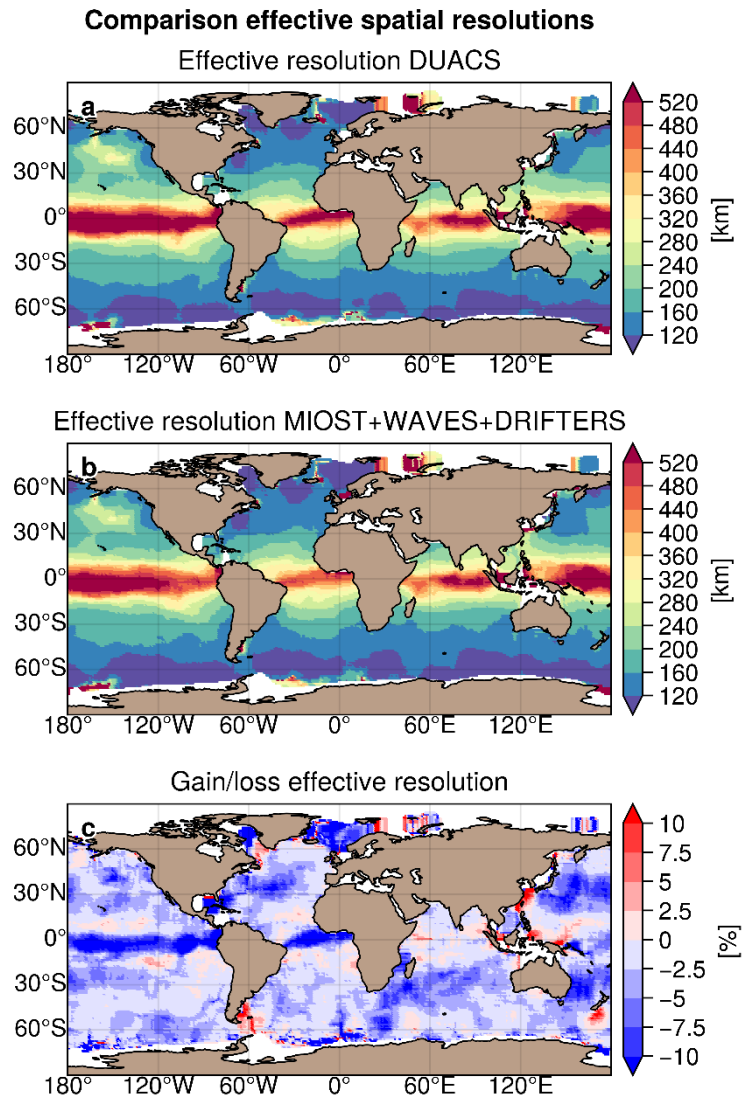 Comparison effective spatial resolutions
Effective resolution DUACS
a
60°N
30°N
0°
30°S
60°S
180° 120°W 60°W 0° 60°E 120°E
520
480
440
400
360
320
280
240
200
160
120
[km]
Effective resolution MIOST+WAVES+DRIFTERS
b
60°N
30°N
0°
30°S
60°S
180° 120°W 60°W 0° 60°E 120°E
520
480
440
400
360
320
280
240
200
160
120
[km]
Gain/loss effective resolution
c
60°N
30°N
0°
30°S
60°S
180° 120°W 60°W 0° 60°E 120°E
10
7.5
5
2.5
0
−2.5
−5
−7.5
−10
[%]